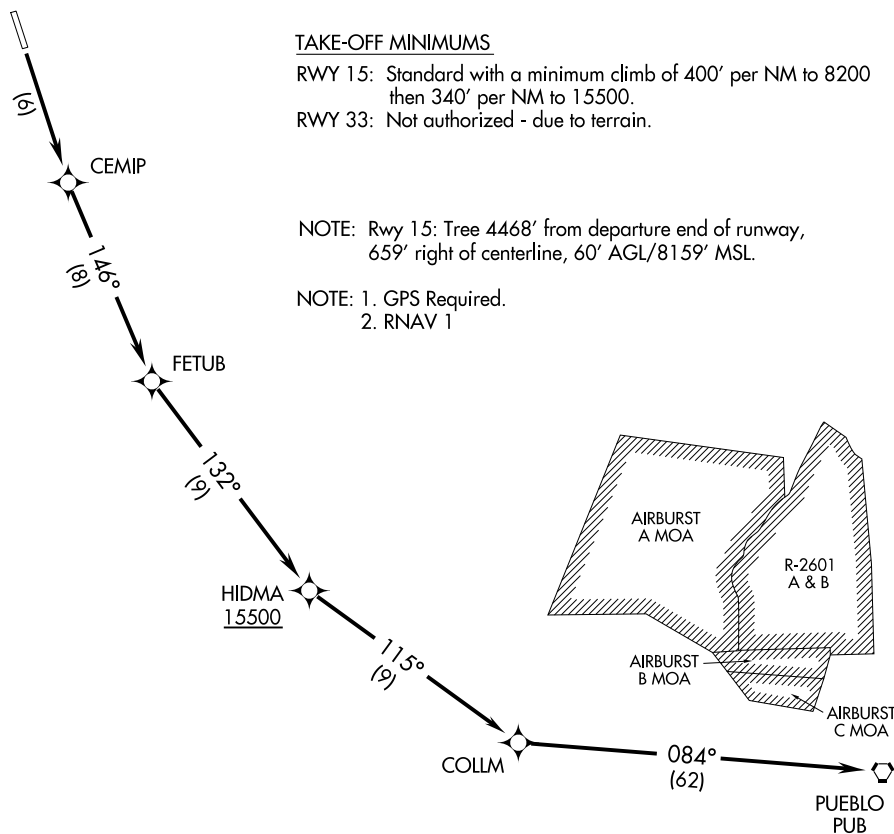 TAKE-OFF MINIMUMS
RWY 15: Standard with a minimum climb of 400' per NM to 8200
then 340' per NM to 15500.
RWY 33: Not authorized - due to terrain.
(6)
CEMIP
NOTE: Rwy 15: Tree 4468' from departure end of runway,
659' right of centerline, 60' AGL/8159' MSL.
146°
(8)
NOTE: 1. GPS Required.
2. RNAV 1
FETUB
132°
(9)
AIRBURST
A MOA
R-2601
A & B
HIDMA
15500
115°
(9)
AIRBURST
B MOA
AIRBURST
C MOA
COLLM
084°
(62)
PUEBLO
PUB